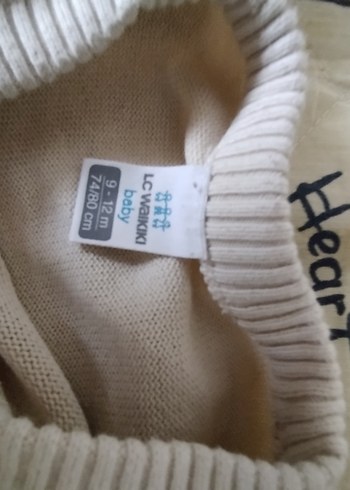 LC WAIKIKI
baby
9 - 12 m
74/80 cm
Heart